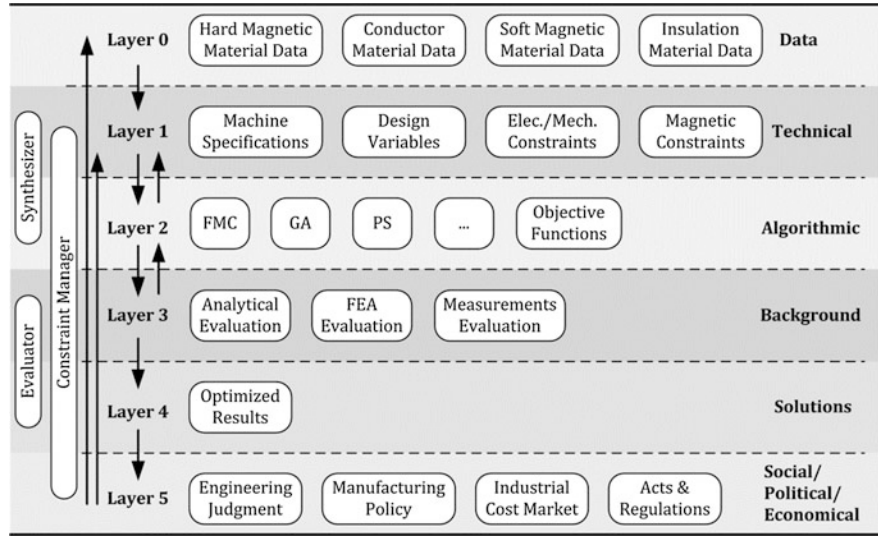 Layer 0
Hard Magnetic
Material Data
Conductor
Material Data
Soft Magnetic
Material Data
Insulation
Material Data
Data
Synthesizer
Constraint Manager
Layer 1
Machine
Specifications
Design
Variables
Elec./Mech.
Constraints
Magnetic
Constraints
Technical
Layer 2
FMC
GA
PS
...
Objective
Functions
Algorithmic
Evaluator
Layer 3
Analytical
Evaluation
FEA
Evaluation
Measurements
Evaluation
Background
Layer 4
Optimized
Results
Solutions
Layer 5
Engineering
Judgment
Manufacturing
Policy
Industrial
Cost Market
Acts &
Regulations
Social/
Political/
Economical